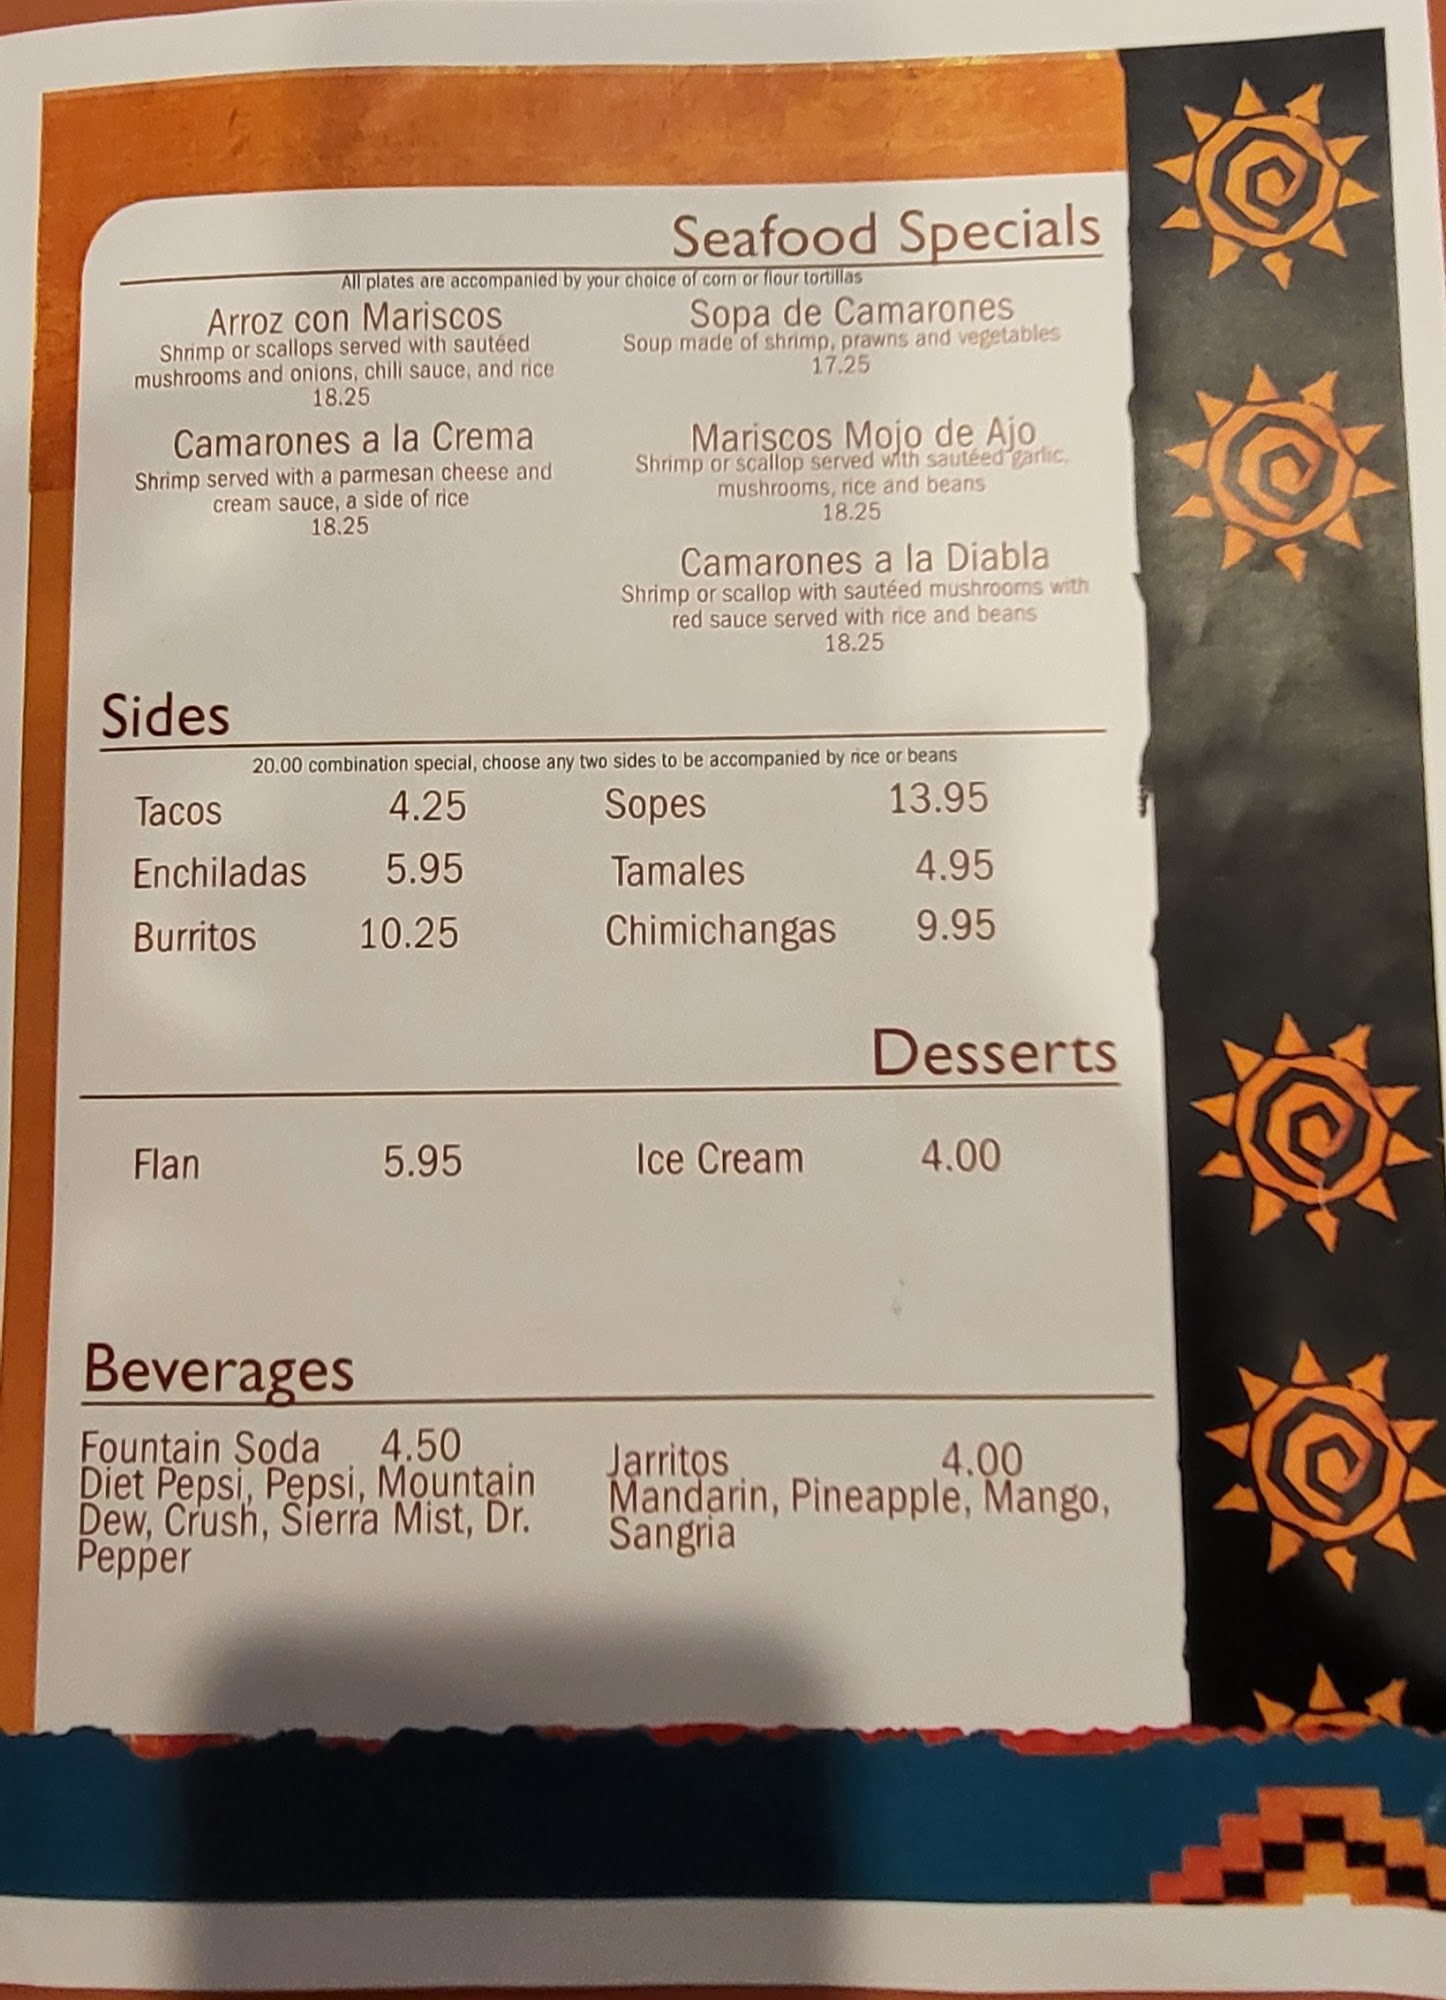 Seafood Specials
All plates are accompanied by your choice of corn or flour tortillas
Arroz con Mariscos
Shrimp or scallops served with sautéed
mushrooms and onions, chili sauce, and rice
18.25
Camarones a la Crema
Shrimp served with a parmesan cheese and
cream sauce, a side of rice
18.25
Sopa de Camarones
Soup made of shrimp, prawns and vegetables
17.25
Mariscos Mojo de Ajo
Shrimp or scallop served with sautéed garlic,
mushrooms, rice and beans
18.25
Camarones a la Diabla
Shrimp or scallop with sautéed mushrooms with
red sauce served with rice and beans
18.25
Sides
20.00 combination special, choose any two sides to be accompanied by rice or beans
Tacos 4.25
Enchiladas 5.95
Burritos 10.25
Sopes 13.95
Tamales 4.95
Chimichangas 9.95
Desserts
Flan 5.95
Ice Cream 4.00
Beverages
Fountain Soda 4.50
Diet Pepsi, Pepsi, Mountain
Dew, Crush, Sierra Mist, Dr.
Pepper
Jarritos 4.00
Mandarin, Pineapple, Mango,
Sangria